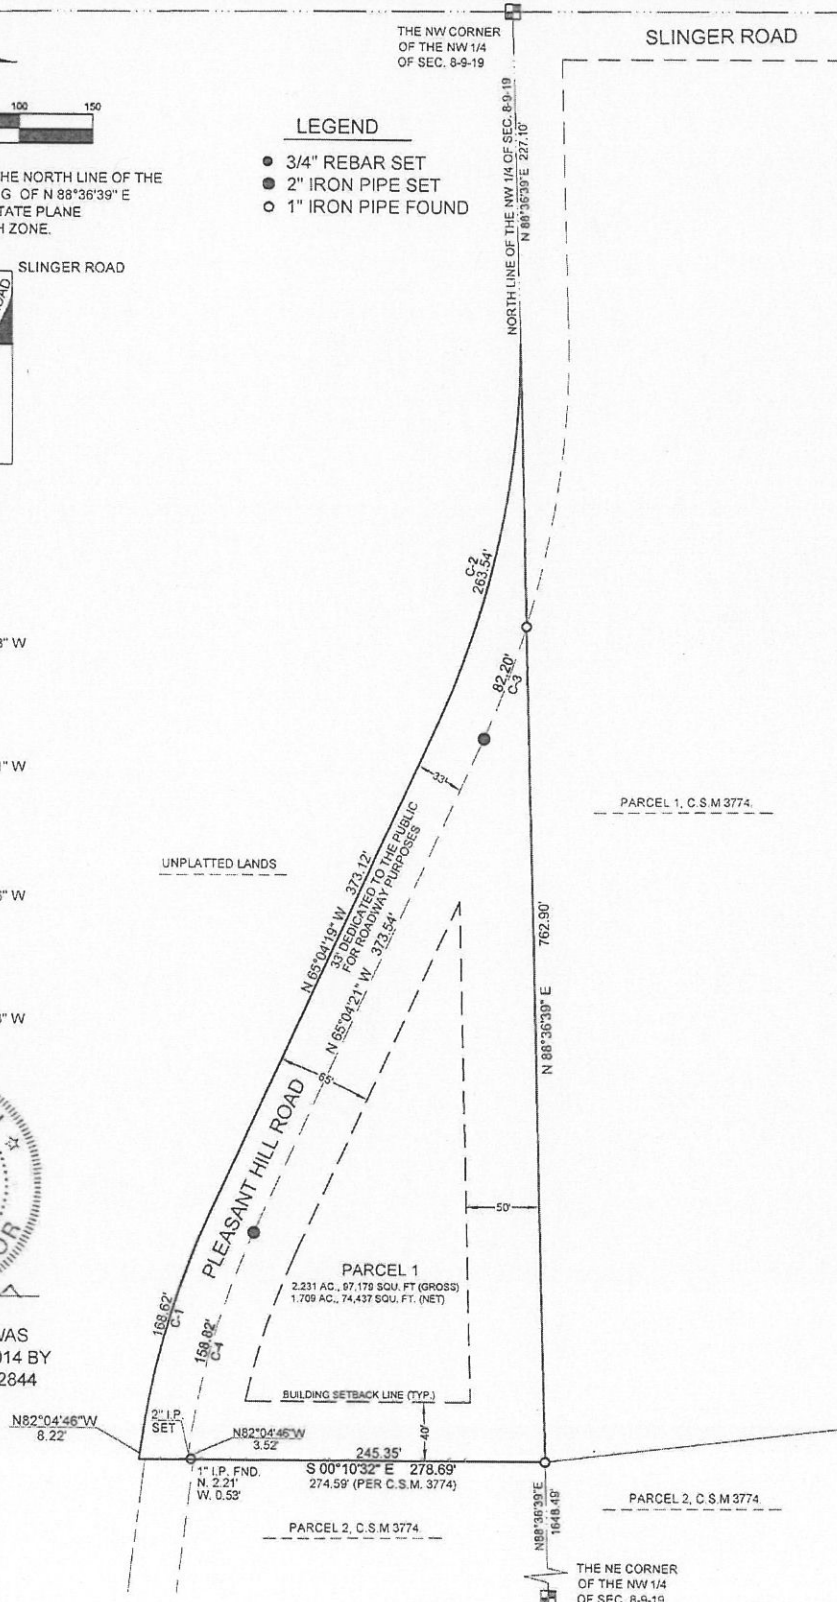 THE NW CORNER
OF THE NW 1/4
OF SEC. 8-9-19
SLINGER ROAD
100 150
LEGEND
3/4" REBAR SET
2" IRON PIPE SET
1" IRON PIPE FOUND
HE NORTH LINE OF THE
G OF N 88°36'39" E
TATE PLANE
H ZONE.
SLINGER ROAD
OAD
NORTH LINE OF THE NW 1/4 OF SEC. 8-9-19
N 88°36'39" E 227.10'
C-2
263.54'
" W
82.20'
C-3
33'
" W
PARCEL 1, C.S.M 3774.
UNPLATTED LANDS
N 65°04'19" W 373.12'
33' DEDICATED TO THE PUBLIC
FOR ROADWAY PURPOSES
N 65°04'21" W 373.54'
" W
N 88°36'39" E 762.90'
" W
65'
PLEASANT HILL ROAD
OR
50'
PARCEL 1
2.231 AC., 97,179 SQU. FT (GROSS)
1.709 AC., 74,437 SQU. FT. (NET)
168.62'
C-1
158.82'
WAS
014 BY
2844
BUILDING SETBACK LINE (TYP.)
40'
N82°04'46"W
8.22'
2" I.P.
SET
N82°04'46"W
3.52'
245.35'
S 00°10'32" E 278.69'
274.59' (PER C.S.M. 3774)
1" I.P. FND.
N. 2.21'
W. 0.53'
PARCEL 2, C.S.M 3774.
N88°36'39"E
1648.49'
PARCEL 2, C.S.M 3774.
THE NE CORNER
OF THE NW 1/4
OF SEC. 8-9-19